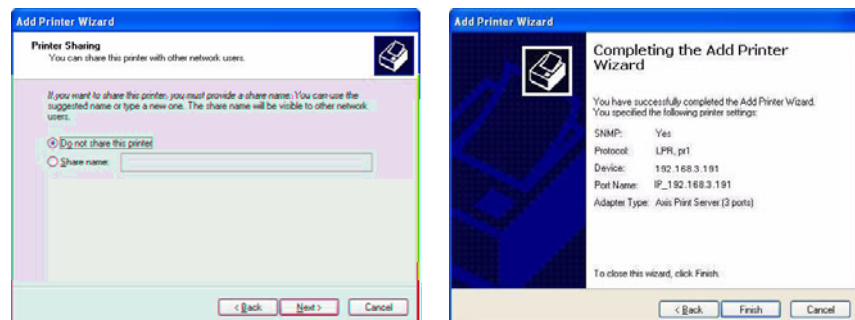 Add Printer Wizard
Printer Sharing
You can share this printer with other network users.
If you want to share this printer, you must provide a share name. You can use the
suggested name or type a new one. The share name will be visible to other network
users.
Do not share this printer
Share name:
< Back Next > Cancel
Add Printer Wizard
Completing the Add Printer
Wizard
You have successfully completed the Add Printer Wizard.
You specified the following printer settings:
SNMP: Yes
Protocol: LPR, pr1
Device: 192.168.3.191
Port Name: IP_192.168.3.191
Adapter Type: Axis Print Server.(3 ports)
To close this wizard, click Finish.
< Back Finish Cancel